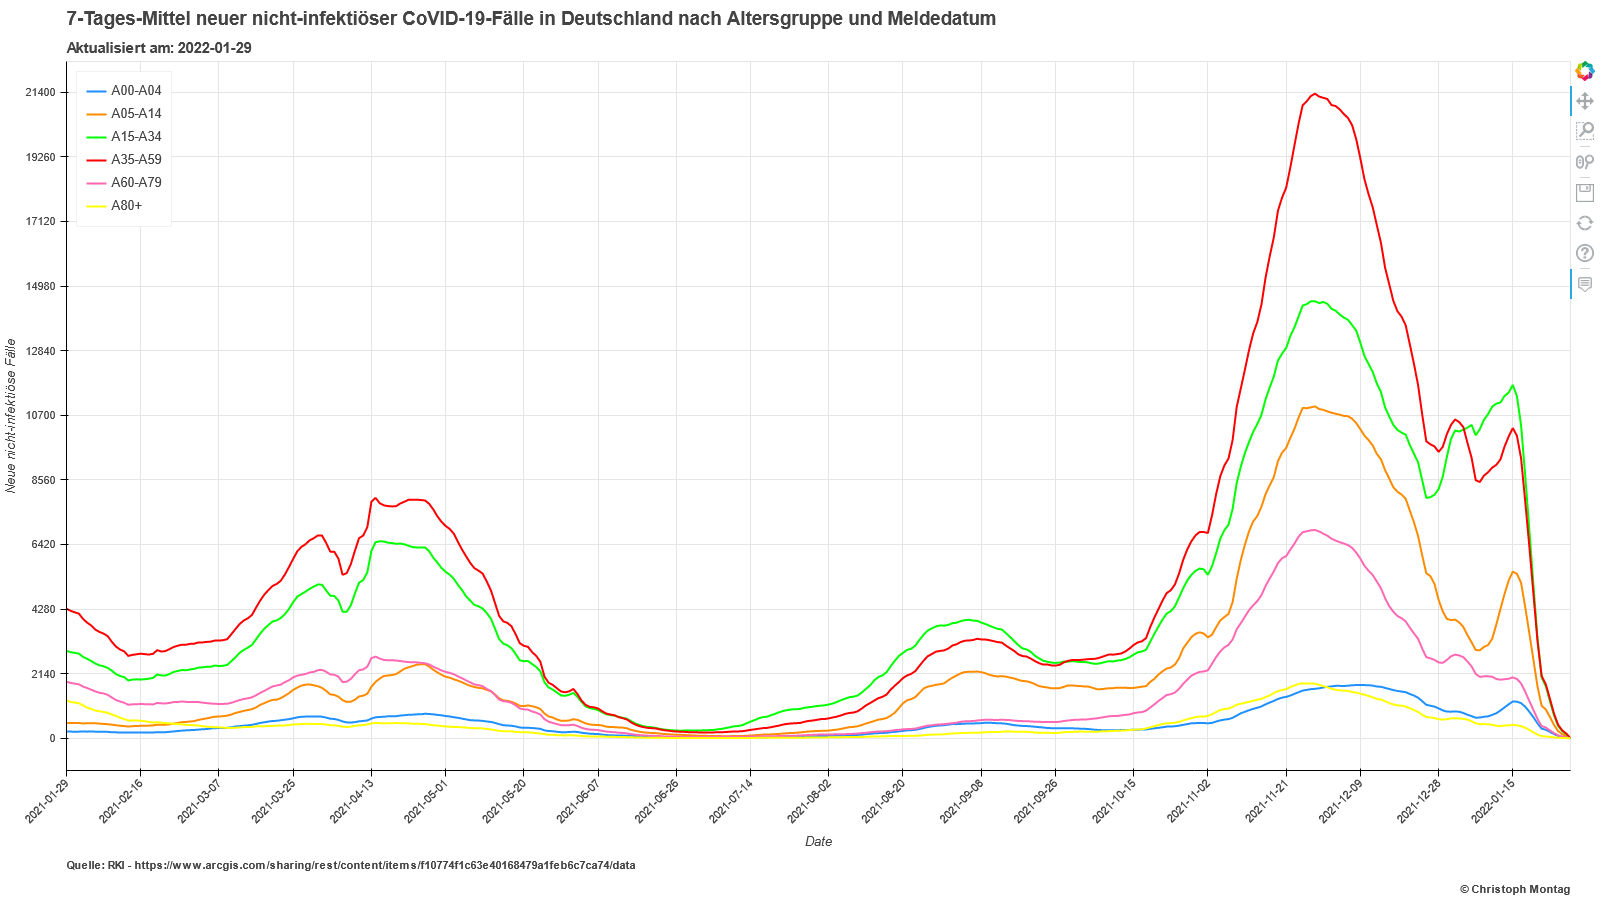 7-Tages-Mittel neuer nicht-infektiöser CoVID-19-Fälle in Deutschland nach Altersgruppe und Meldedatum
Aktualisiert am: 2022-01-29
A00-A04
A05-A14
A15-A34
A35-A59
A60-A79
A80+
21400
19260
17120
14980
12840
10700
8560
6420
4280
2140
0
Neue nicht-infektiöse Fälle
2021-01-29
2021-02-16
2021-03-07
2021-03-25
2021-04-13
2021-05-01
2021-05-20
2021-06-07
2021-06-26
2021-07-14
2021-08-02
2021-08-20
2021-09-08
2021-09-26
2021-10-15
2021-11-02
2021-11-21
2021-12-09
2021-12-28
2022-01-15
Date
Quelle: RKI - https://www.arcgis.com/sharing/rest/content/items/f10774f1c63e40168479a1feb6c7ca74/data
© Christoph Montag